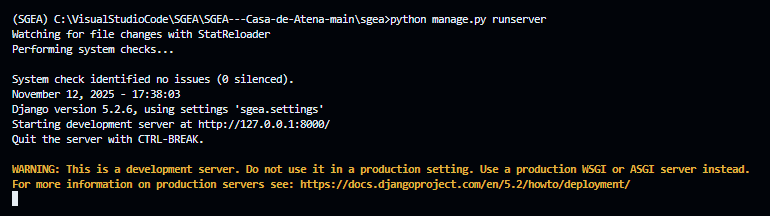 (SGEA) C:\VisualStudioCode\SGEA\SGEA---Casa-de-Atena-main\sgea>python manage.py runserver
Watching for file changes with StatReloader
Performing system checks...
System check identified no issues (0 silenced).
November 12, 2025 - 17:38:03
Django version 5.2.6, using settings 'sgea.settings'
Starting development server at http://127.0.0.1:8000/
Quit the server with CTRL-BREAK.
WARNING: This is a development server. Do not use it in a production setting. Use a production WSGI or ASGI server instead.
For more information on production servers see: https://docs.djangoproject.com/en/5.2/howto/deployment/